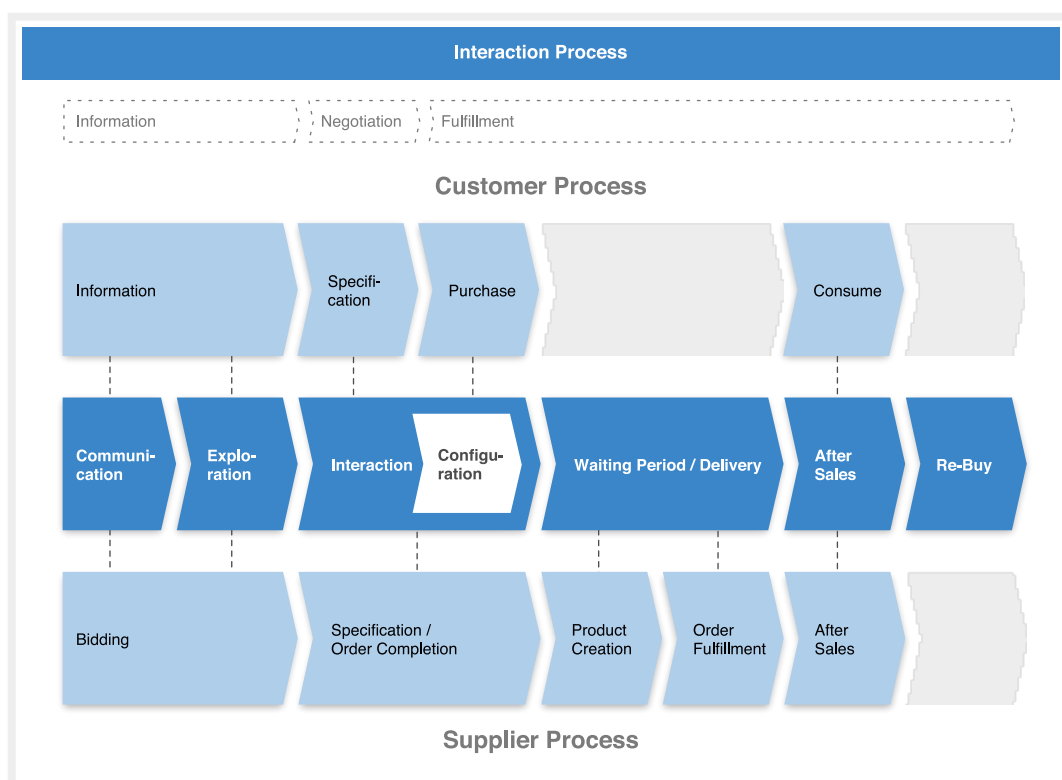 Interaction Process
Information
Negotiation
Fulfillment
Customer Process
Information
Specifi-
cation
Purchase
Consume
Communi-
cation
Explo-
ration
Interaction
Configu-
ration
Waiting Period / Delivery
After
Sales
Re-Buy
Bidding
Specification /
Order Completion
Product
Creation
Order
Fulfillment
After
Sales
Supplier Process